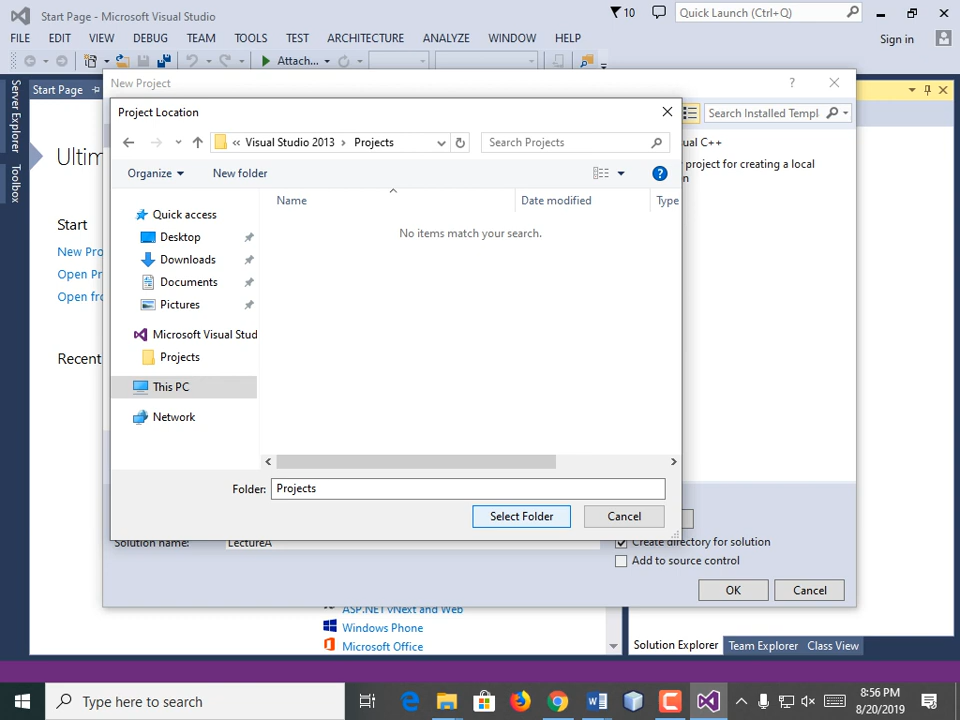 Start Page - Microsoft Visual Studio
10
Quick Launch (Ctrl+Q)
FILE EDIT VIEW DEBUG TEAM TOOLS TEST ARCHITECTURE ANALYZE WINDOW HELP
Sign in
Attach...
Server Explorer
Toolbox
Start Page
New Project
?
Search Installed Templ
Project Location
Visual C++
project for creating a local
Visual Studio 2013 Projects
Search Projects
Organize
New folder
?
Name
Date modified
Type
No items match your search.
Quick access
Desktop
Downloads
Documents
Pictures
Microsoft Visual Stud
Projects
This PC
Network
Ultim
Start
New Pro
Open Pr
Open fro
Recent
Folder:
Projects
Select Folder
Cancel
Solution name:
LectureA
Create directory for solution
Add to source control
OK
Cancel
ASP.NET vNext and Web
Windows Phone
Microsoft Office
Solution Explorer
Team Explorer
Class View
Type here to search
8:56 PM
8/20/2019